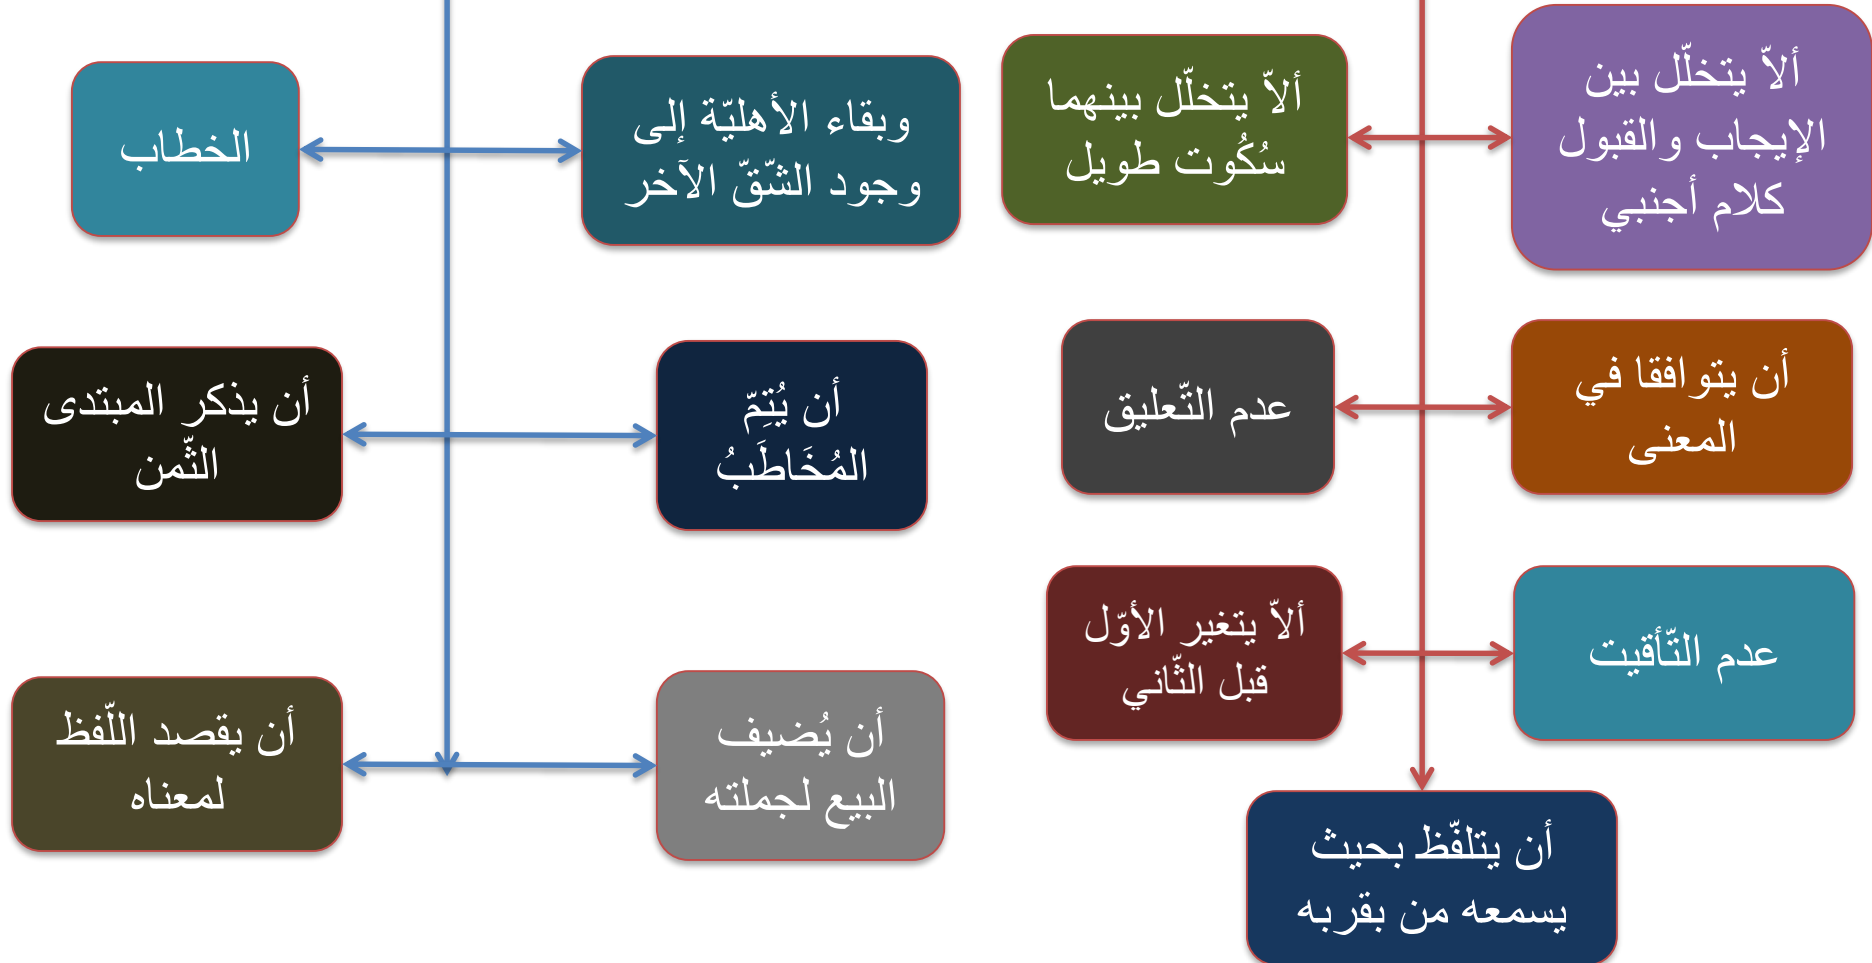 ألاّ يتخلّل بين
الإيجاب والقبول
كلام أجنبي
ألاّ يتخلّل بينهما
سُكُوت طويل
أن يتوافقا في
المعنى
عدم التّعليق
عدم التّأقيت
ألاّ يتغير الأوّل
قبل الثّاني
أن يتلفّظ بحيث
يسمعه من بقربه
وبقاء الأهليّة إلى
وجود الشّقّ الآخر
الخطاب
أن يُتِمّ
المُخَاطَبُ
أن يذكر المبتدى
الثّمن
أن يُضيف
البيع لجملته
أن يقصد اللّفظ
لمعناه